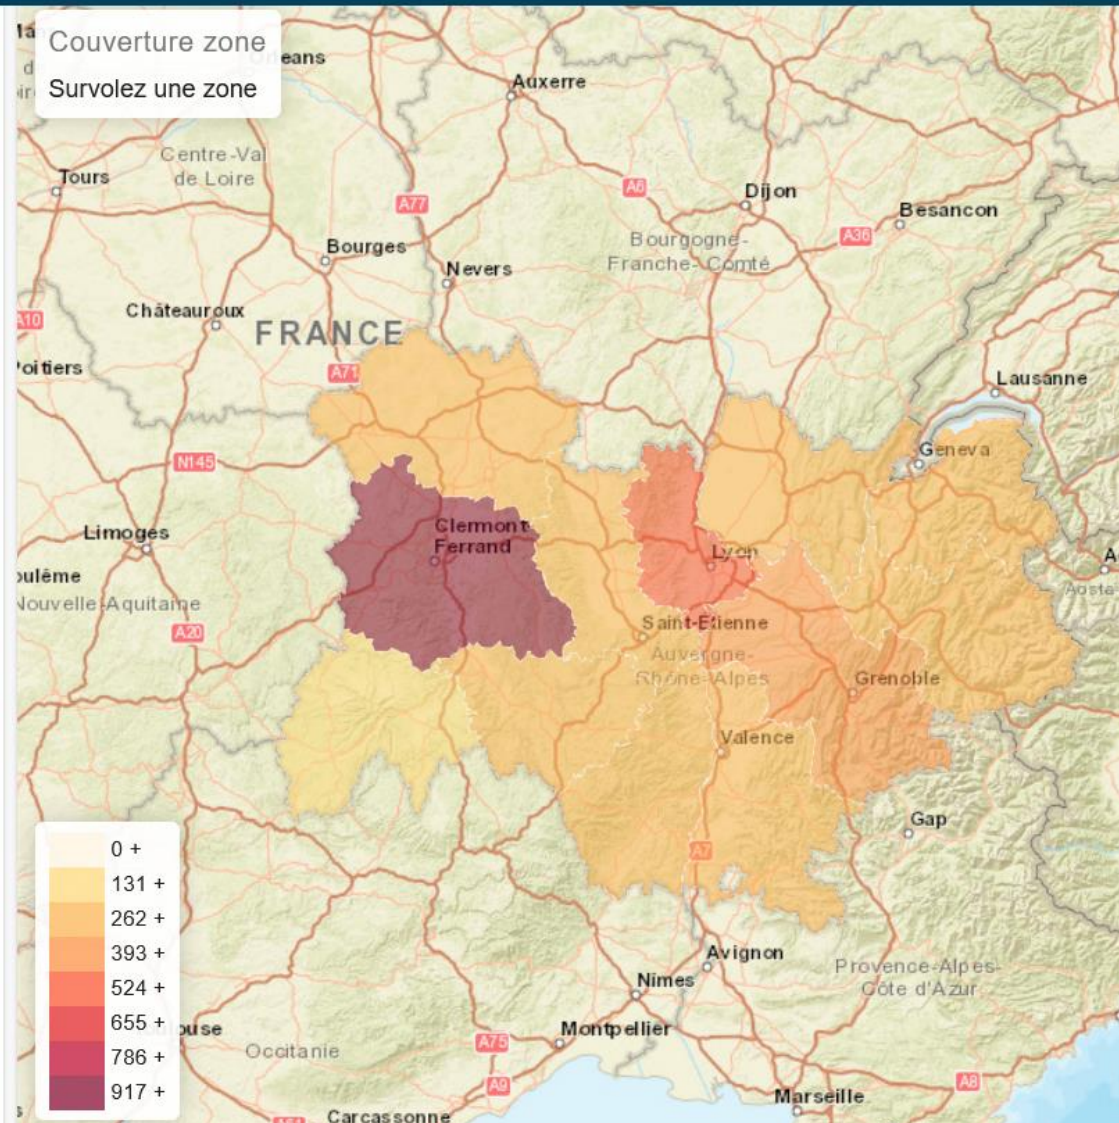 Couverture zone
Survolez une zone
Auxerre
Centre-Val
de Loire
Tours
A77
A6
Dijon
Besancon
A36
Bourges
Bourgogne-
Franche-Comté
Nevers
Châteauroux
A10
FRANCE
A71
Lausanne
Geneva
N145
Clermont
Ferrand
Limoges
Lyon
Aosta
Nouvelle-Aquitaine
A20
Saint-Etienne
Auvergne-
Rhône-Alpes
Grenoble
Valence
Gap
A7
0 +
131 +
262 +
393 +
524 +
655 +
786 +
917 +
Avignon
Provence-Alpes-
Côte d'Azur
Nîmes
Montpellier
A75
Occitanie
A9
A8
Marseille
Carcassonne